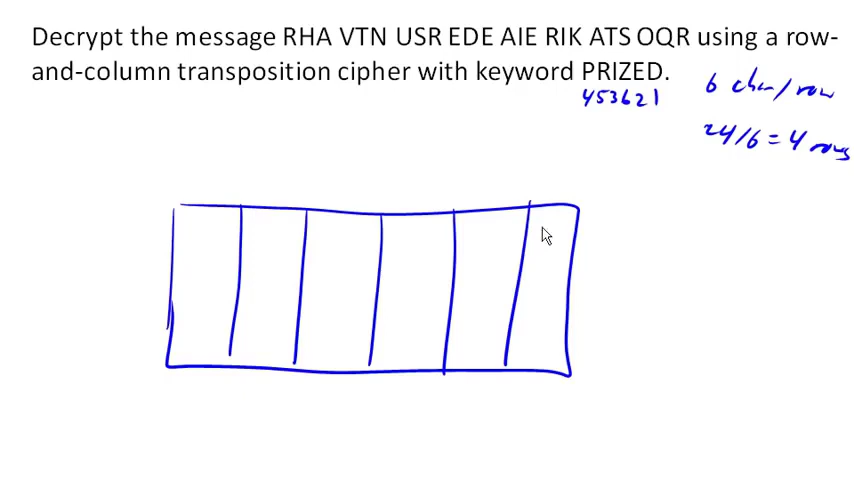 Decrypt the message RHA VTN USR EDE AIE RIK ATS OQR using a row-
and-column transposition cipher with keyword PRIZED.
453621
6 char/row
24/6 = 4 rows